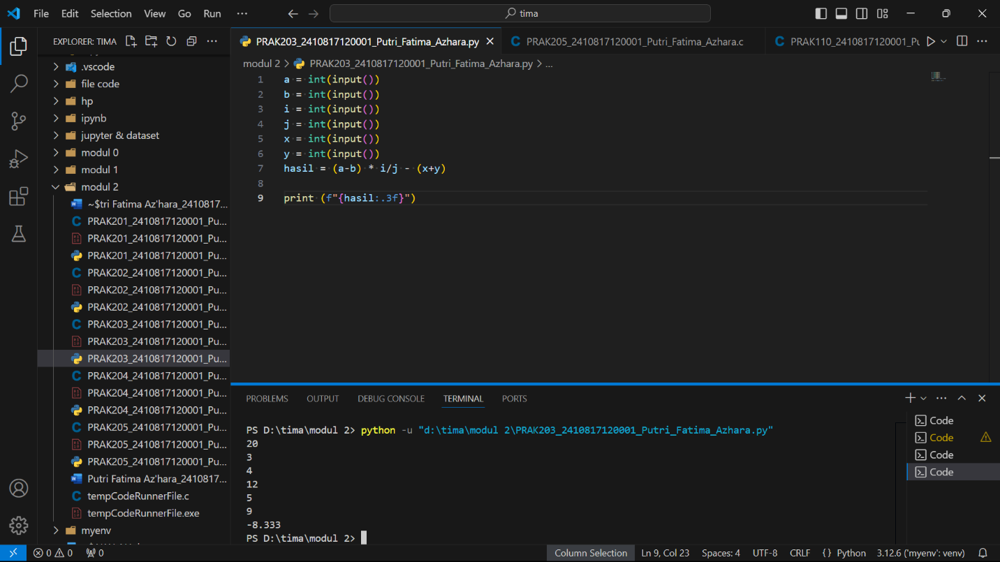 File Edit Selection View Go Run ··· tima
EXPLORER: TIMA
.vscode
file code
hp
ipynb
jupyter & dataset
modul 0
modul 1
modul 2
~$tri Fatima Az'hara_2410817...
PRAK201_2410817120001_Pu...
PRAK201_2410817120001_Pu...
PRAK201_2410817120001_Pu...
PRAK202_2410817120001_Pu...
PRAK202_2410817120001_Pu...
PRAK202_2410817120001_Pu...
PRAK203_2410817120001_Pu...
PRAK203_2410817120001_Pu...
PRAK203_2410817120001_Pu...
PRAK204_2410817120001_Pu...
PRAK204_2410817120001_Pu...
PRAK204_2410817120001_Pu...
PRAK205_2410817120001_Pu...
PRAK205_2410817120001_Pu...
PRAK205_2410817120001_Pu...
Putri Fatima Az'hara_2410817...
tempCodeRunnerFile.c
tempCodeRunnerFile.exe
myenv
PRAK203_2410817120001_Putri_Fatima_Azhara.py PRAK205_2410817120001_Putri_Fatima_Azhara.c PRAK110_2410817120001_Pu
modul 2 > PRAK203_2410817120001_Putri_Fatima_Azhara.py > ...
1 a = int(input())
2 b = int(input())
3 i = int(input())
4 j = int(input())
5 x = int(input())
6 y = int(input())
7 hasil = (a-b) * i/j - (x+y)
8
9 print (f"{hasil:.3f}")
PROBLEMS OUTPUT DEBUG CONSOLE TERMINAL PORTS
PS D:\tima\modul 2> python -u "d:\tima\modul 2\PRAK203_2410817120001_Putri_Fatima_Azhara.py"
20
3
4
12
5
9
-8.333
PS D:\tima\modul 2>
Code
Code
Code
Code
0 0 0 Column Selection Ln 9, Col 23 Spaces: 4 UTF-8 CRLF {} Python 3.12.6 ('myenv': venv)